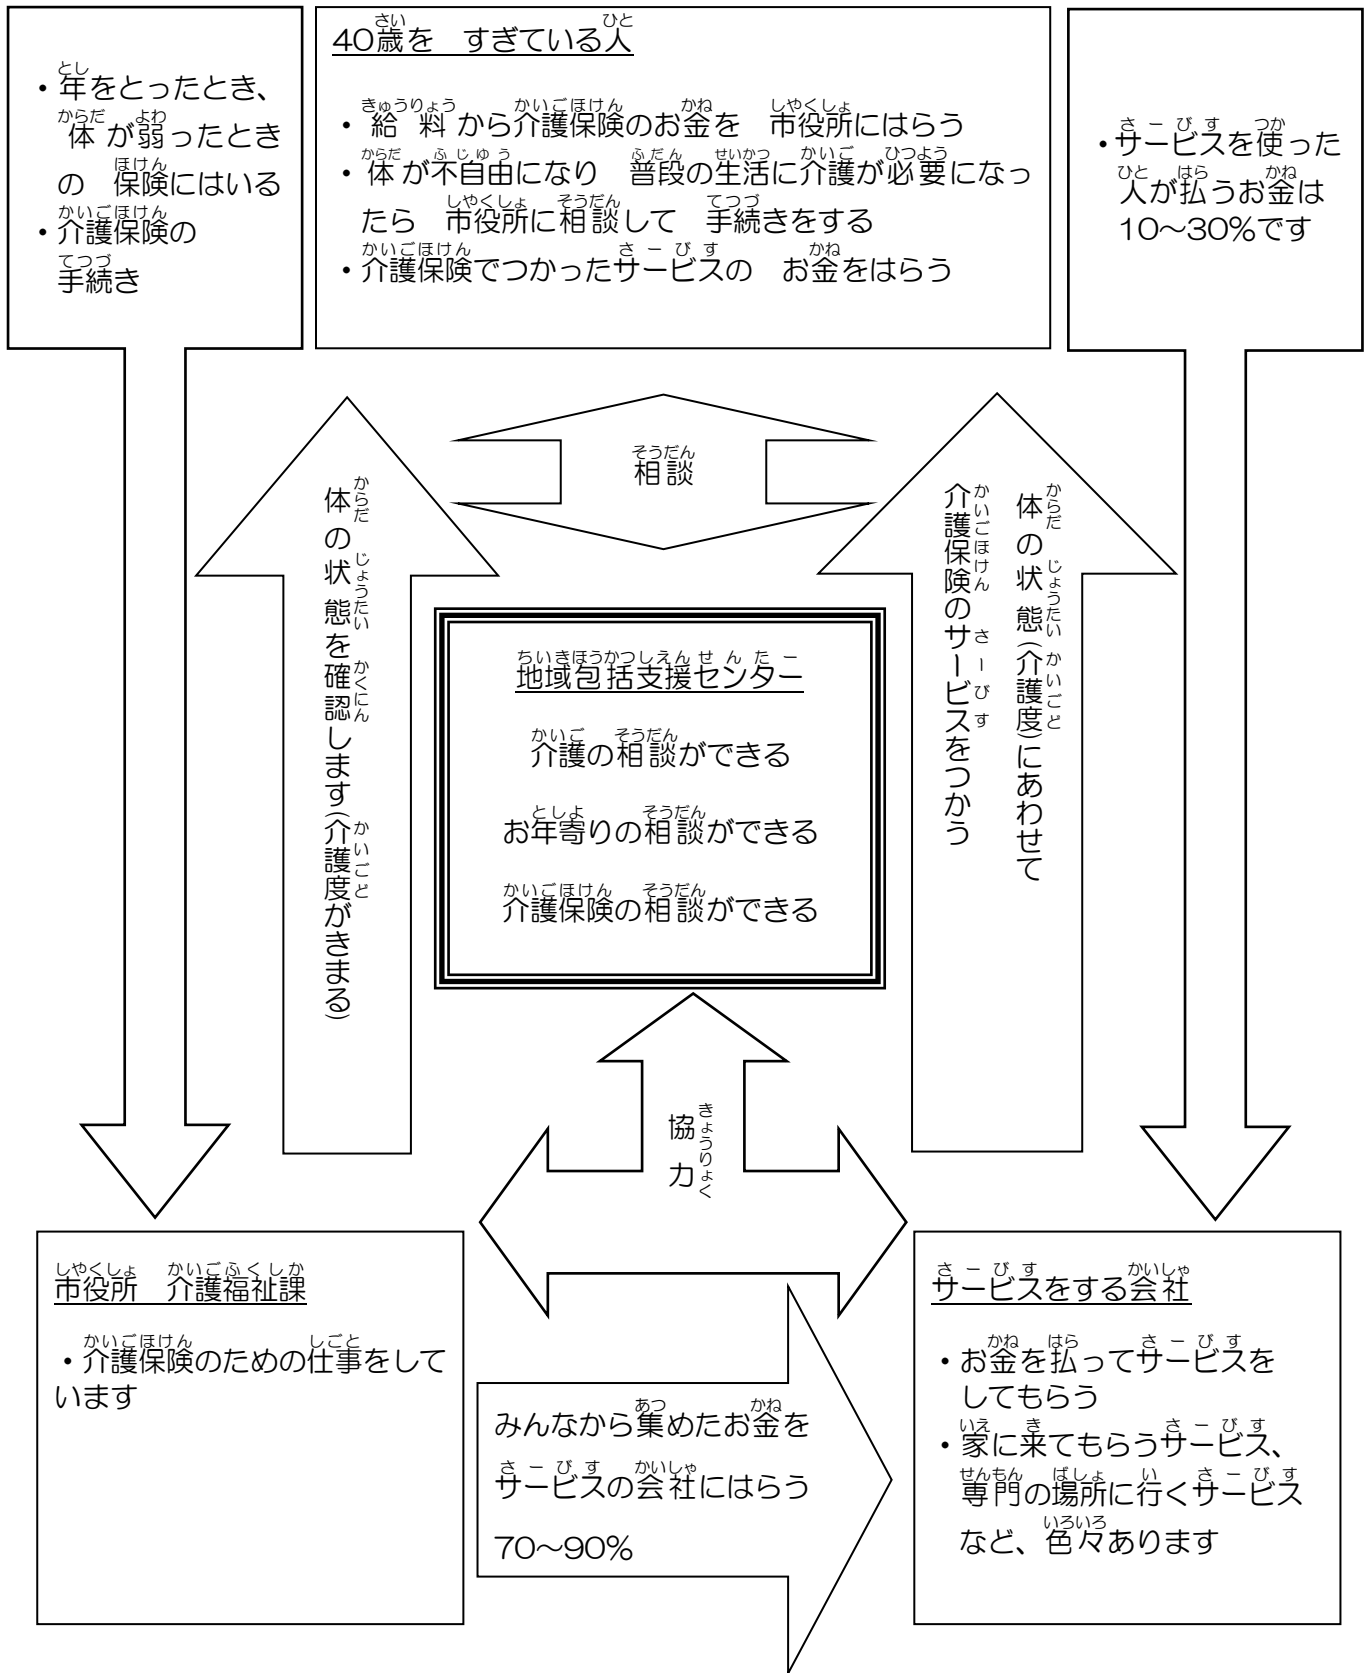 ・年をとったとき、
体が弱ったとき
の　保険にはいる
・介護保険の
手続き
40歳を　すぎている人
・給料から介護保険のお金を　市役所にはらう
・体が不自由になり　普段の生活に介護が必要になっ
たら　市役所に相談して　手続きをする
・介護保険でつかったサービスの　お金をはらう
・サービスを使った
人が払うお金は
10～30％です
体の状態を確認します（介護度がきまる）
相談
体の状態（介護度）にあわせて
介護保険のサービスをつかう
地域包括支援センター
介護の相談ができる
お年寄りの相談ができる
介護保険の相談ができる
協力
市役所　介護福祉課
・介護保険のための仕事をして
います
みんなから集めたお金を
サービスの会社にはらう
70～90％
サービスをする会社
・お金を払ってサービスを
してもらう
・家に来てもらうサービス、
専門の場所に行くサービス
など、色々あります